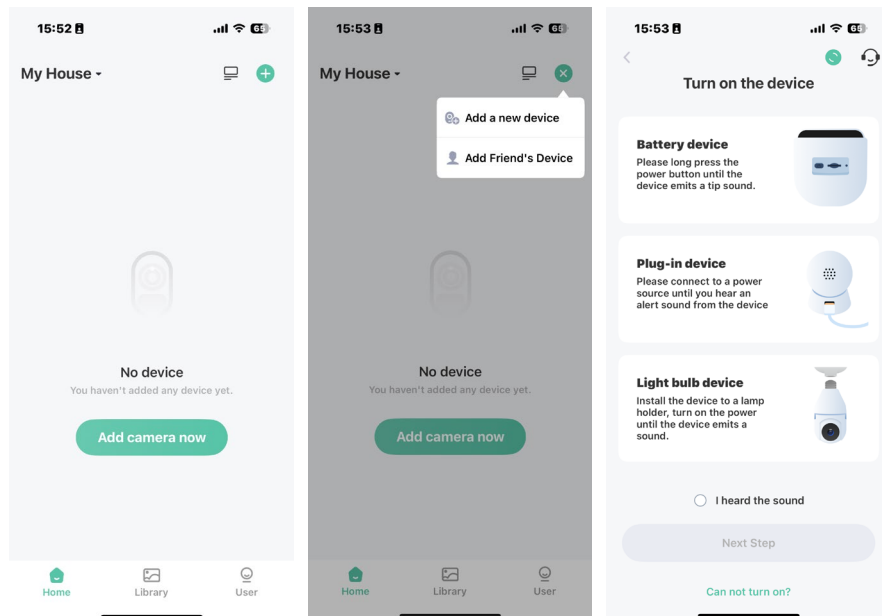 15:52
65
My House
No device
You haven't added any device yet.
Add camera now
Home
Library
User
15:53
65
My House
Add a new device
Add Friend's Device
No device
You haven't added any device yet.
Add camera now
Home
Library
User
15:53
65
Turn on the device
Battery device
Please long press the
power button until the
device emits a tip sound.
Plug-in device
Please connect to a power
source until you hear an
alert sound from the device
Light bulb device
Install the device to a lamp
holder, turn on the power
until the device emits a
sound.
I heard the sound
Next Step
Can not turn on?